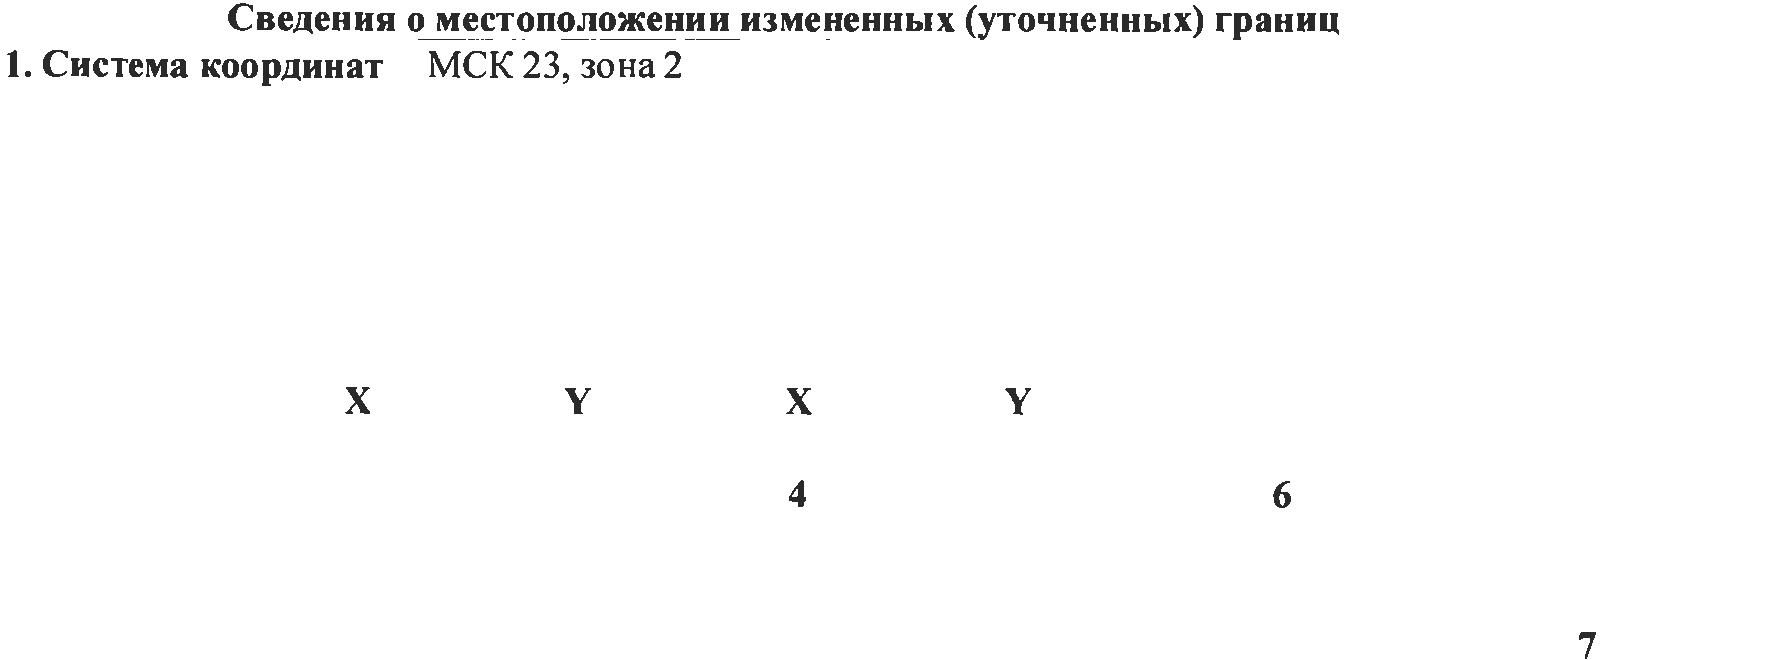 Сведения о местоположении измененных (уточненных) границ
1. Система координат МСК 23, зона 2
X Y X Y
4 6
7